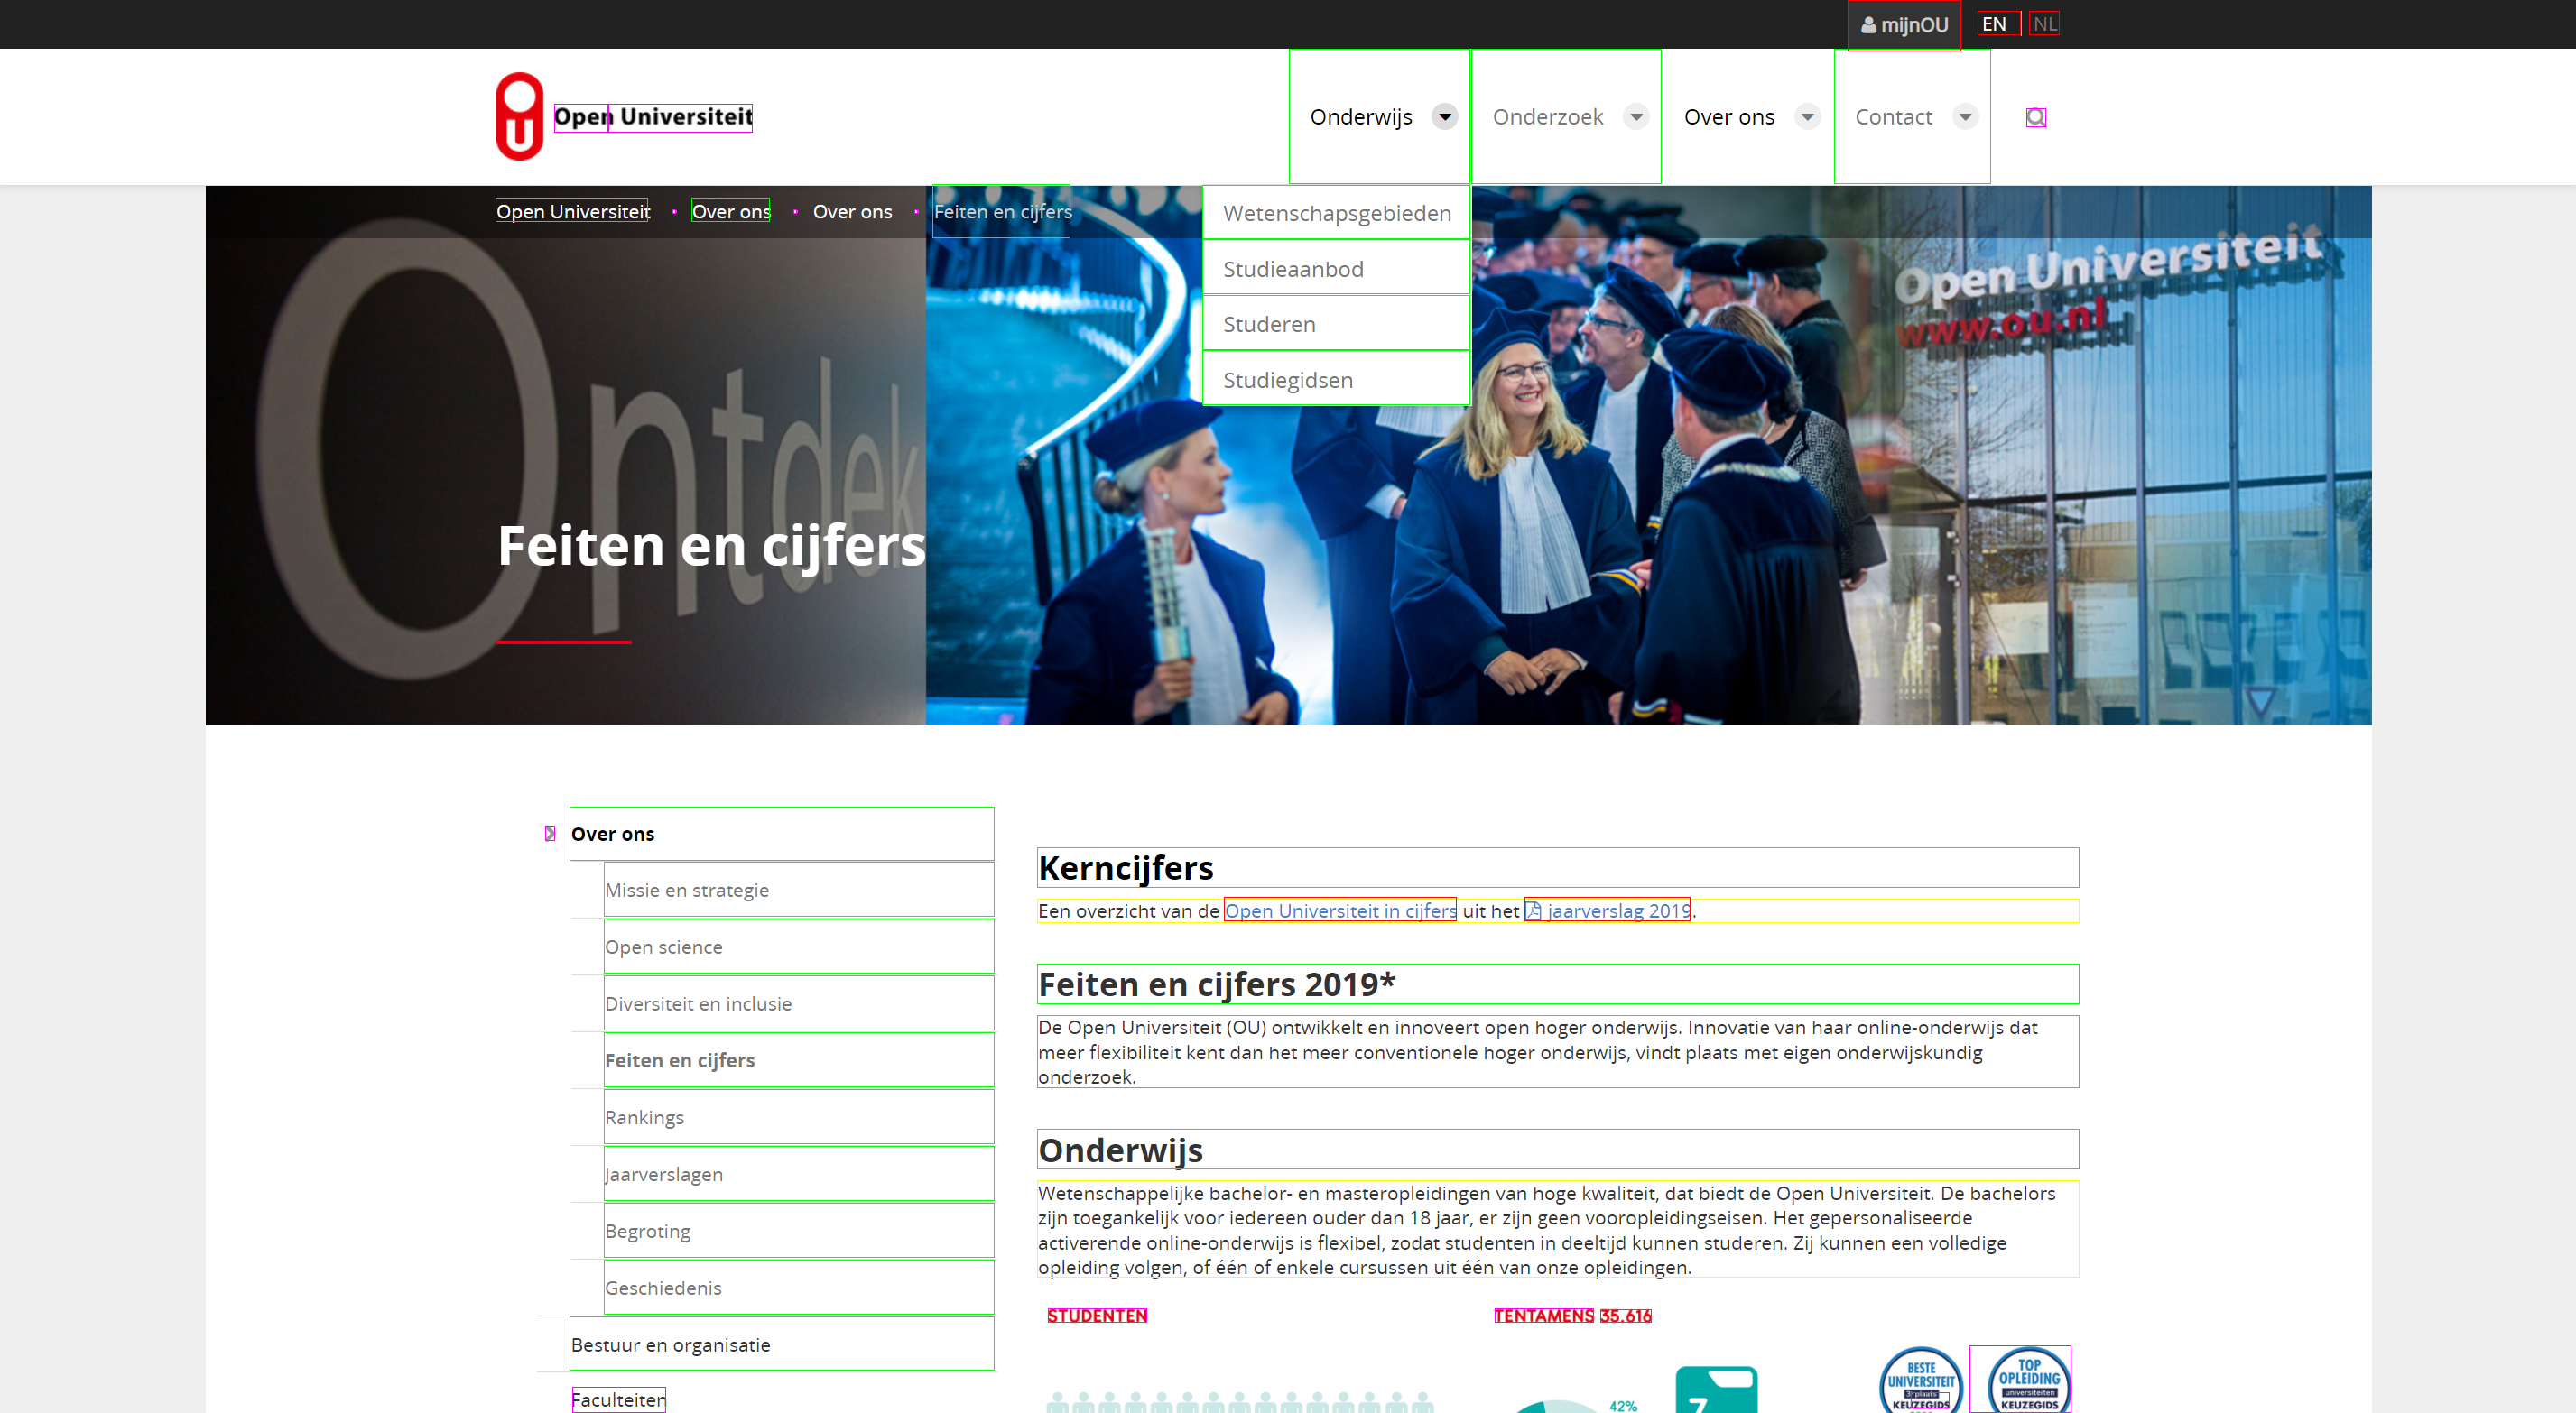 mijnOU EN NL
Open Universiteit
Onderwijs Onderzoek Over ons Contact
Open Universiteit · Over ons · Over ons · Feiten en cijfers
Wetenschapsgebieden
Studieaanbod
Studeren
Studiegidsen
Open Universiteit
www.ou.nl
Ontdek
Feiten en cijfers
Over ons
Missie en strategie
Open science
Diversiteit en inclusie
Feiten en cijfers
Rankings
Jaarverslagen
Begroting
Geschiedenis
Bestuur en organisatie
Faculteiten
Kerncijfers
Een overzicht van de Open Universiteit in cijfers uit het jaarverslag 2019.
Feiten en cijfers 2019*
De Open Universiteit (OU) ontwikkelt en innoveert open hoger onderwijs. Innovatie van haar online-onderwijs dat
meer flexibiliteit kent dan het meer conventionele hoger onderwijs, vindt plaats met eigen onderwijskundig
onderzoek.
Onderwijs
Wetenschappelijke bachelor- en masteropleidingen van hoge kwaliteit, dat biedt de Open Universiteit. De bachelors
zijn toegankelijk voor iedereen ouder dan 18 jaar, er zijn geen vooropleidingseisen. Het gepersonaliseerde
activerende online-onderwijs is flexibel, zodat studenten in deeltijd kunnen studeren. Zij kunnen een volledige
opleiding volgen, of één of enkele cursussen uit één van onze opleidingen.
STUDENTEN
TENTAMENS 35.616
42%
7
BESTE
UNIVERSITEIT
3e plaats
KEUZEGIDS
TOP
OPLEIDING
universiteiten
KEUZEGIDS